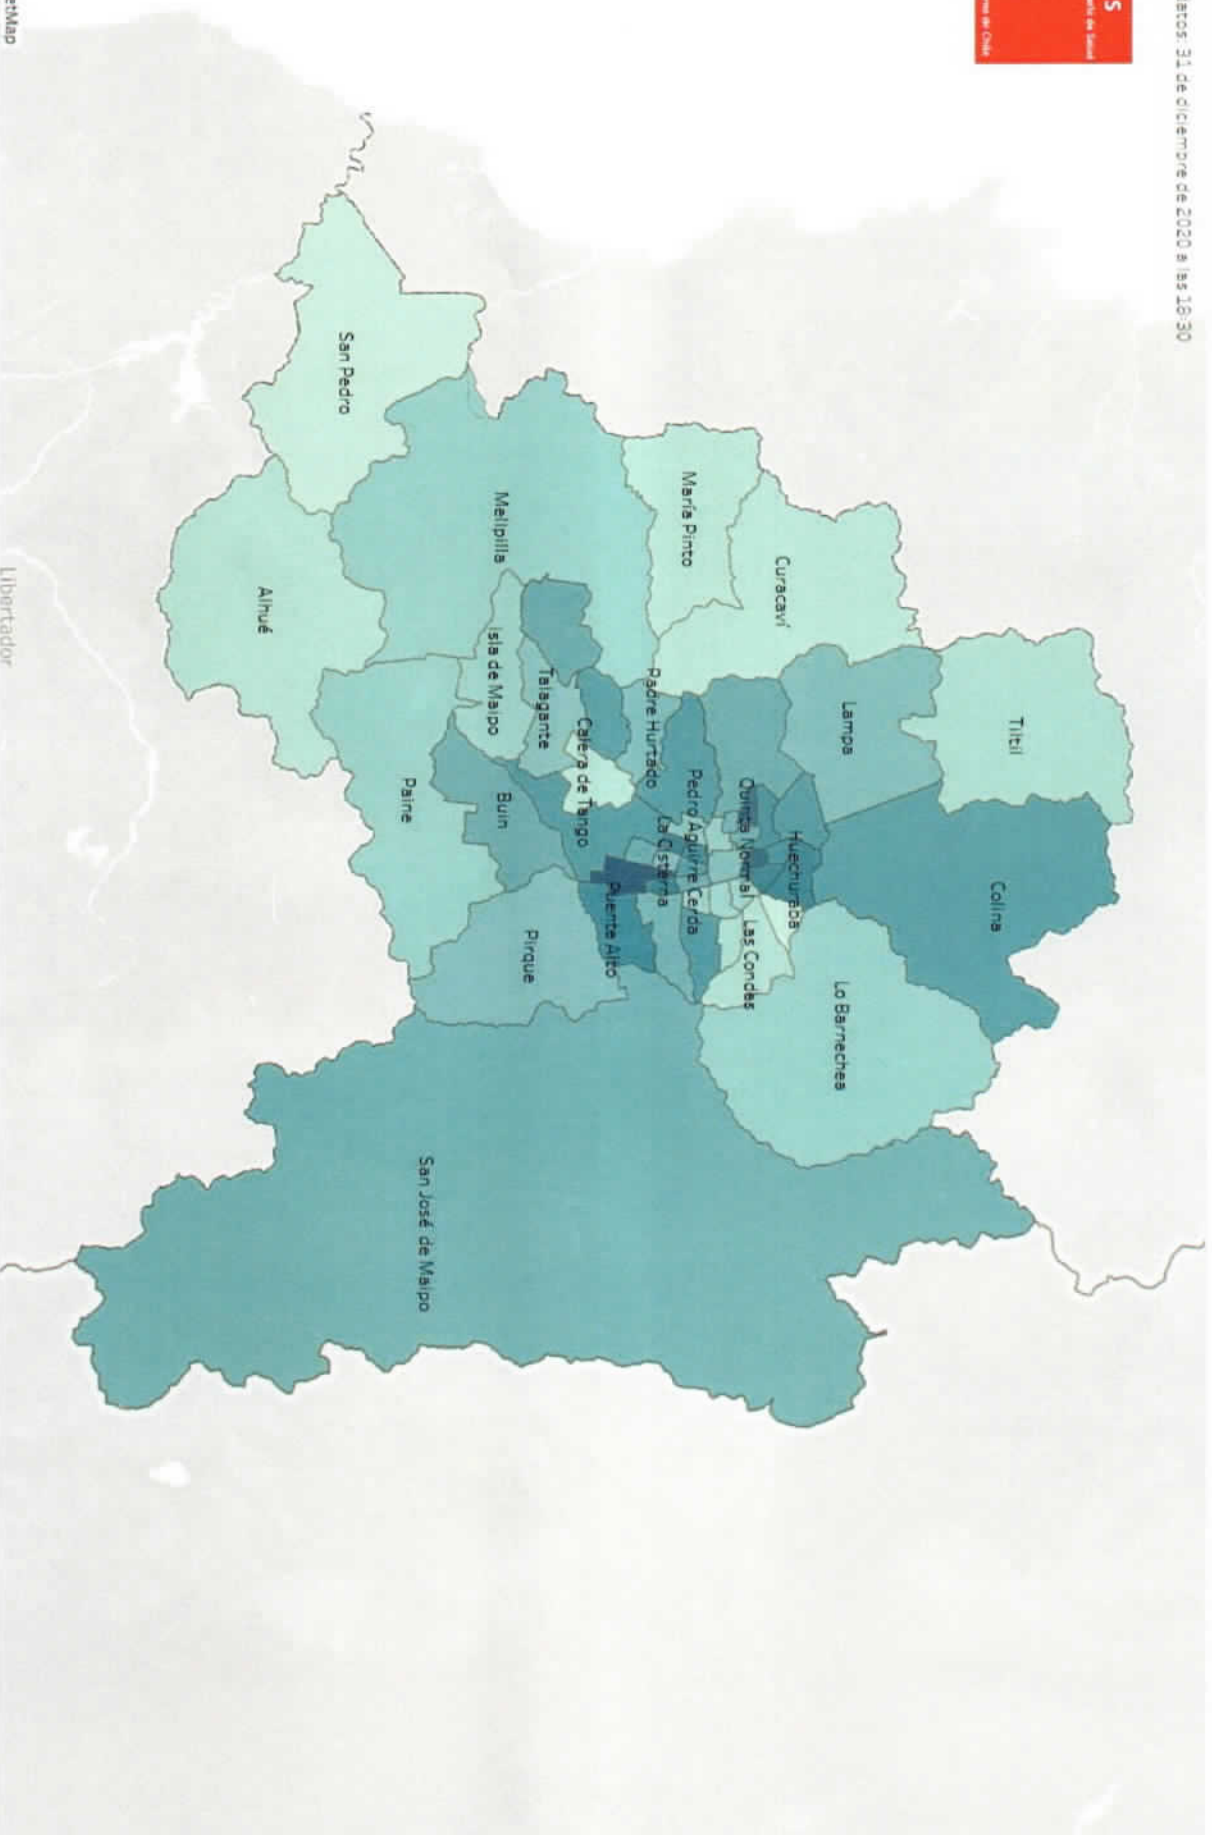 atos: 31 de diciembre de 2020 a las 18:30
S
Tiltil
Colina
Lampa
Huechuraba
Lo Barnechea
Curacaví
Quinta Normal
Las Condes
María Pinto
Pedro Aguirre Cerda
Padre Hurtado
La Cisterna
Calera de Tango
Puente Alto
Talagante
Pirque
Melipilla
Isla de Maipo
Buin
San José de Maipo
Paine
San Pedro
Alhué
Libertador
etMap